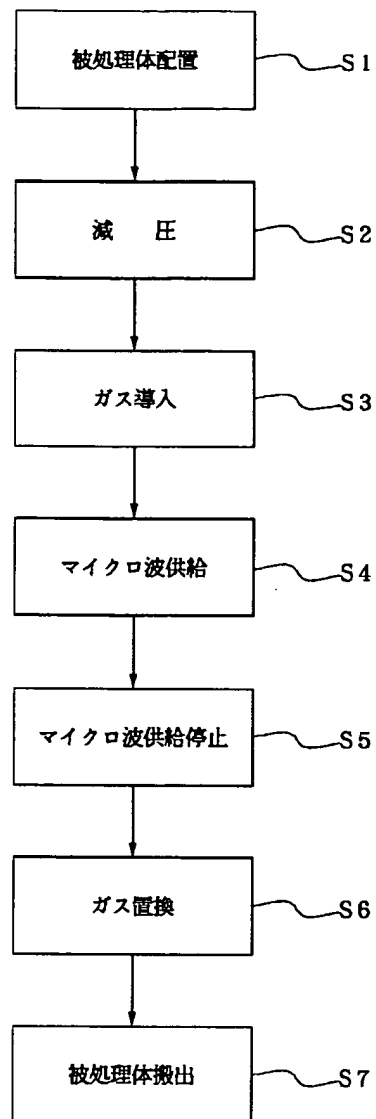 被処理体配置 S1
減 圧 S2
ガス導入 S3
マイクロ波供給 S4
マイクロ波供給停止 S5
ガス置換 S6
被処理体搬出 S7